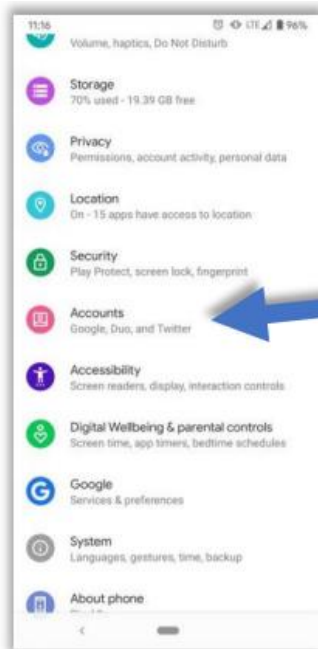 11:16
LTE 96%
Volume, haptics, Do Not Disturb
Storage
70% used - 19.39 GB free
Privacy
Permissions, account activity, personal data
Location
On - 15 apps have access to location
Security
Play Protect, screen lock, fingerprint
Accounts
Google, Duo, and Twitter
Accessibility
Screen readers, display, interaction controls
Digital Wellbeing & parental controls
Screen time, app timers, bedtime schedules
Google
Services & preferences
System
Languages, gestures, time, backup
About phone